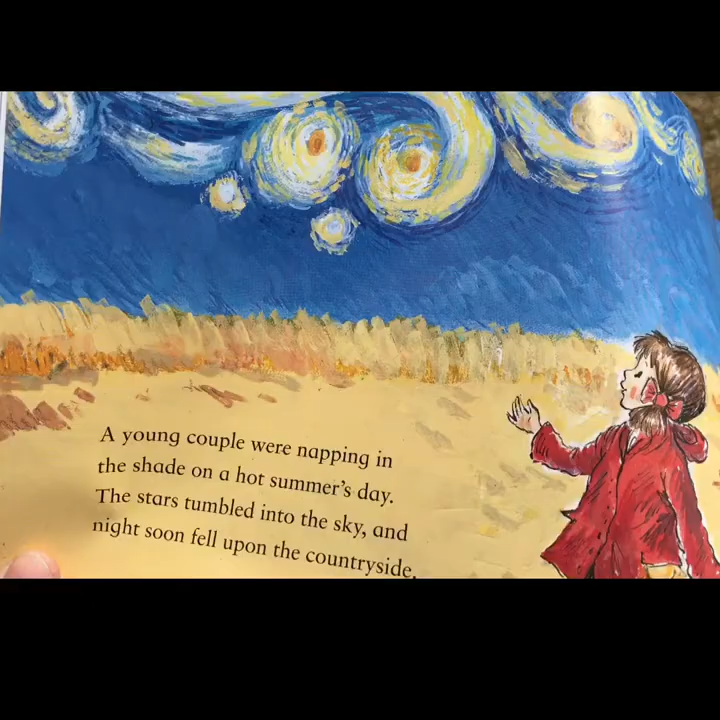 A young couple were napping in
the shade on a hot summer's day.
The stars tumbled into the sky, and
night soon fell upon the countryside.